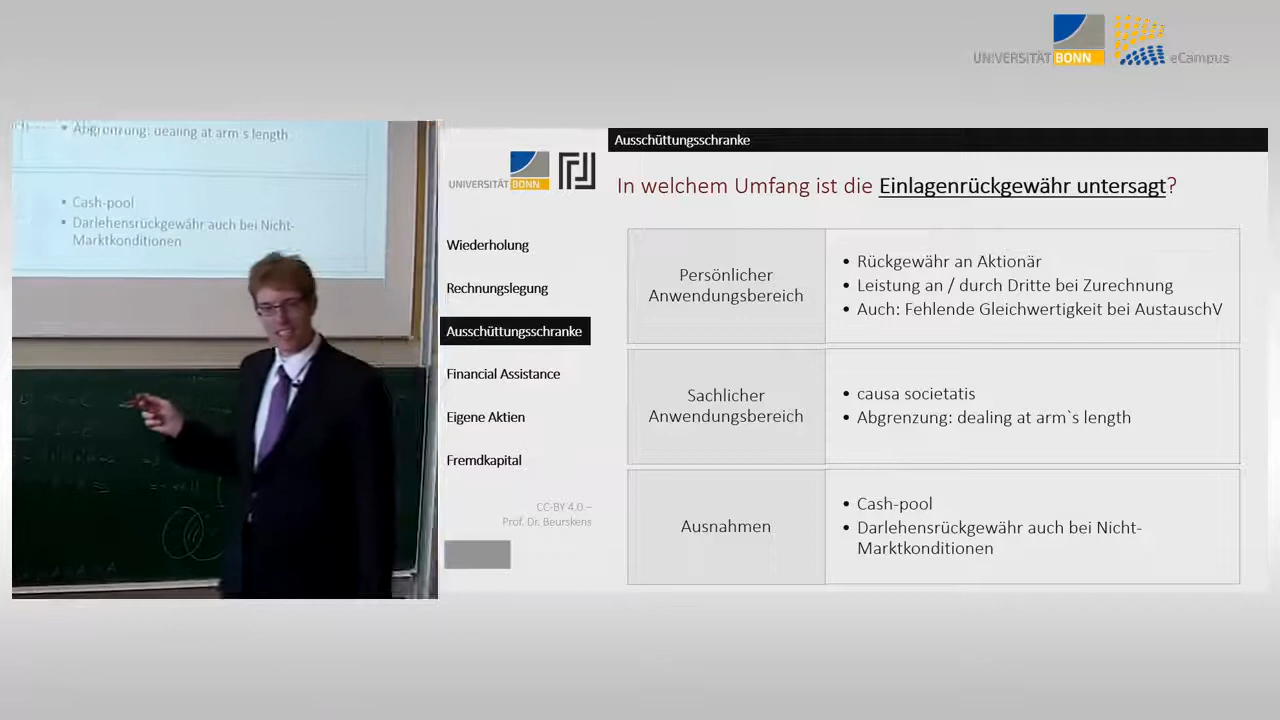 UNIVERSITÄT BONN
eCampus
Abgrenzung: dealing at arm`s length
Cash-pool
Darlehensrückgewähr auch bei Nicht-
Marktkonditionen
UNIVERSITÄT BONN
Wiederholung
Rechnungslegung
Ausschüttungsschranke
Financial Assistance
Eigene Aktien
Fremdkapital
CC-BY 4.0.–
Prof. Dr. Beurskens
Ausschüttungsschranke
In welchem Umfang ist die Einlagenrückgewähr untersagt?
Persönlicher
Anwendungsbereich
• Rückgewähr an Aktionär
• Leistung an / durch Dritte bei Zurechnung
• Auch: Fehlende Gleichwertigkeit bei AustauschV
Sachlicher
Anwendungsbereich
• causa societatis
• Abgrenzung: dealing at arm`s length
Ausnahmen
• Cash-pool
• Darlehensrückgewähr auch bei Nicht-
Marktkonditionen